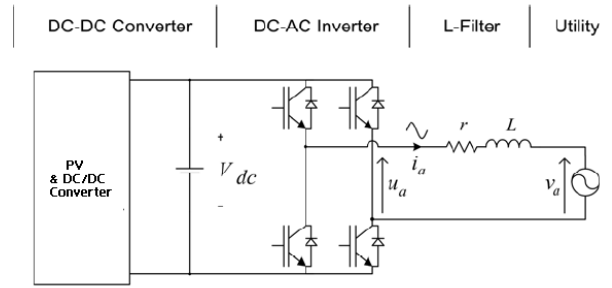 DC-DC Converter
DC-AC Inverter
L-Filter
Utility
PV
& DC/DC
Converter
+
V dc
-
r
L
i a
u a
v a